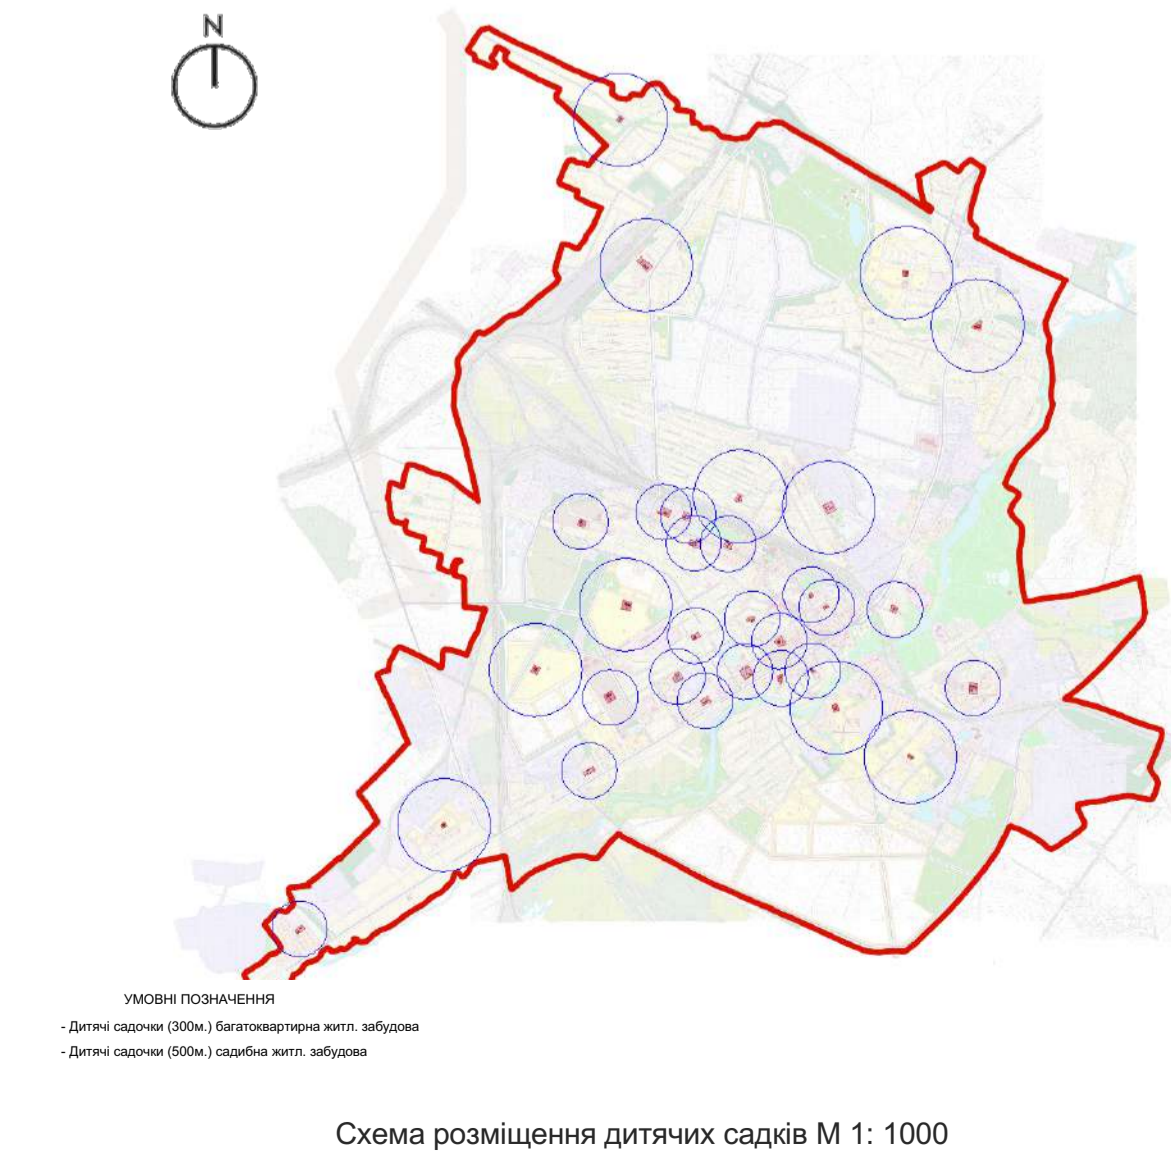 N
УМОВНІ ПОЗНАЧЕННЯ
- Дитячі садочки (300м.) багатоквартирна житл. забудова
- Дитячі садочки (500м.) садибна житл. забудова
Схема розміщення дитячих садків М 1: 1000